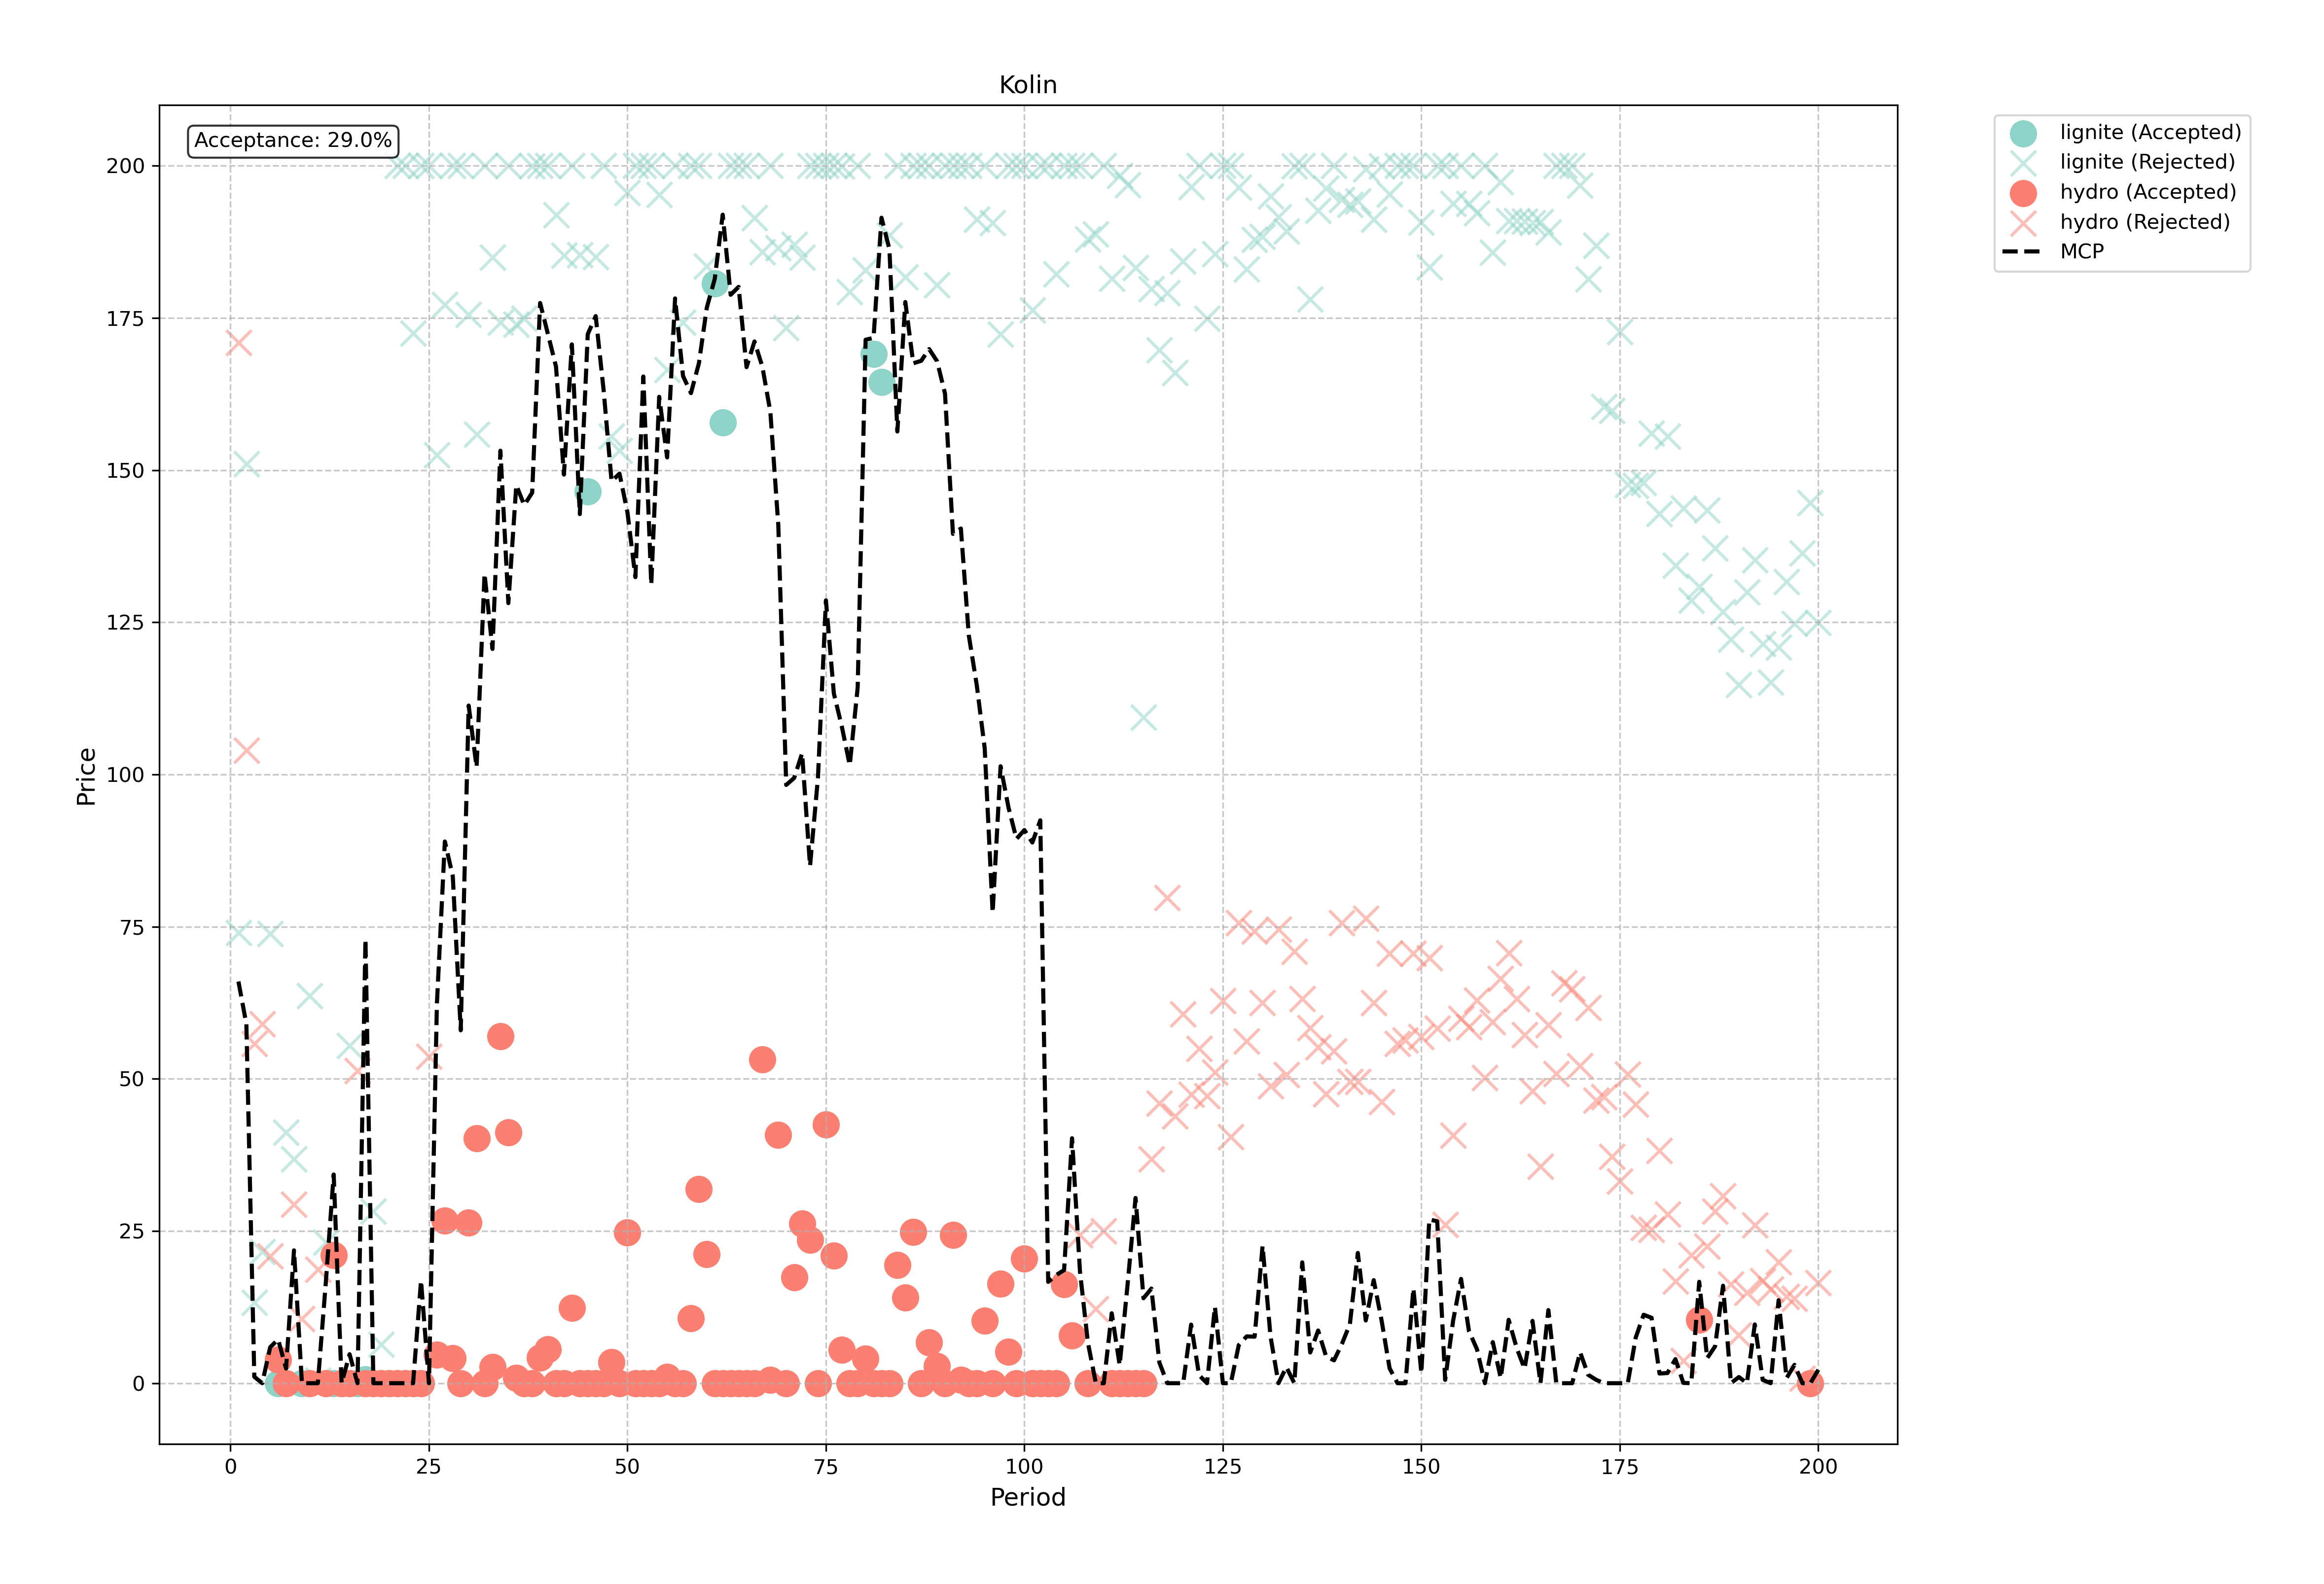 Kolin
Acceptance: 29.0%
lignite (Accepted)
lignite (Rejected)
hydro (Accepted)
hydro (Rejected)
MCP
Price
200
175
150
125
100
75
50
25
0
0 25 50 75 100 125 150 175 200
Period